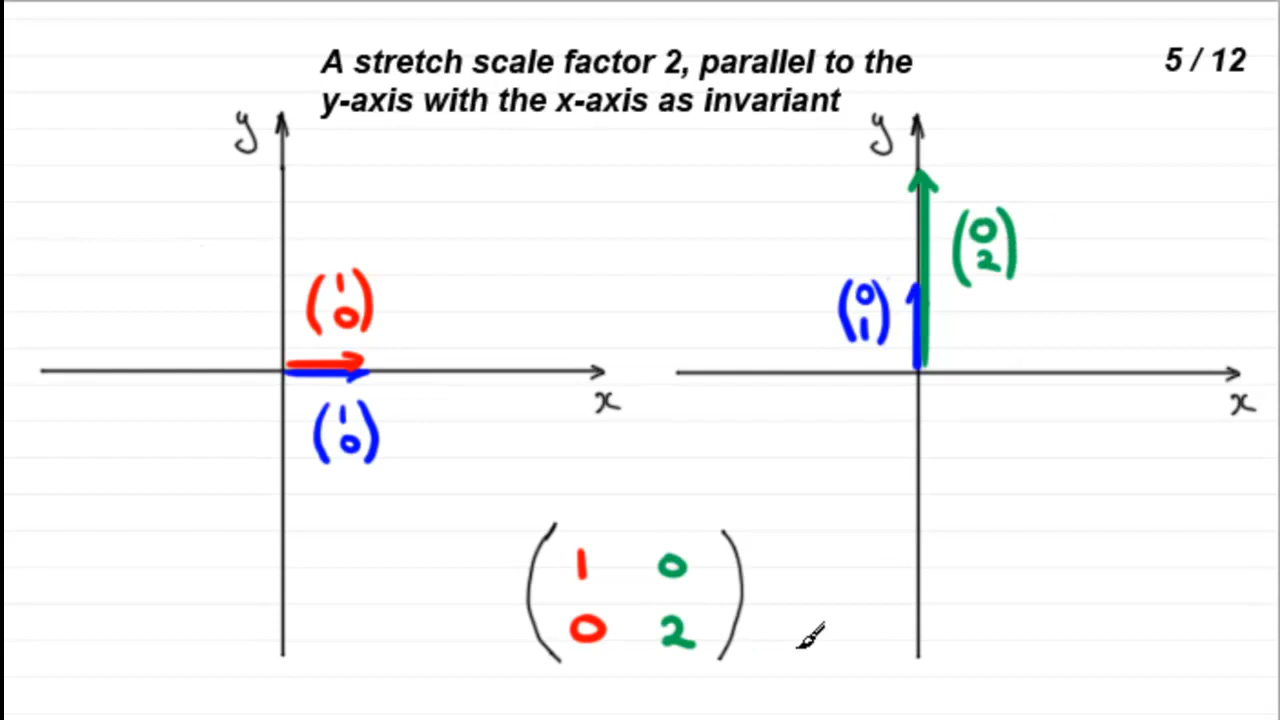 A stretch scale factor 2, parallel to the
5 / 12
y-axis with the x-axis as invariant
y
y
(0
2)
(1
0)
(0
1)
x
x
(1
0)
(1 0
0 2)